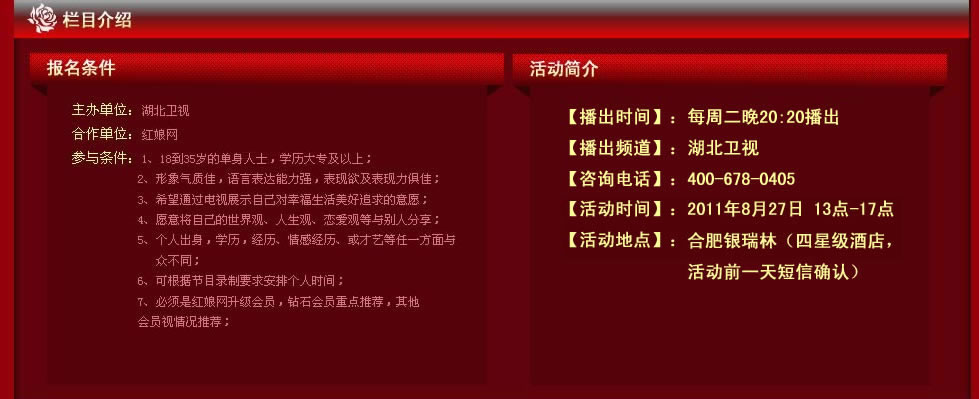 栏目介绍
报名条件
主办单位：湖北卫视
合作单位：红娘网
参与条件：1、18到35岁的单身人士，学历大专及以上；
2、形象气质佳，语言表达能力强，表现欲及表现力俱佳；
3、希望通过电视展示自己对幸福生活美好追求的意愿；
4、愿意将自己的世界观、人生观、恋爱观等与别人分享；
5、个人出身，学历，经历、情感经历、或才艺等任一方面与
众不同；
6、可根据节目录制要求安排个人时间；
7、必须是红娘网升级会员，钻石会员重点推荐，其他
会员视情况推荐；
活动简介
【播出时间】：每周二晚20:20播出
【播出频道】：湖北卫视
【咨询电话】：400-678-0405
【活动时间】：2011年8月27日 13点-17点
【活动地点】：合肥银瑞林（四星级酒店，
活动前一天短信确认）